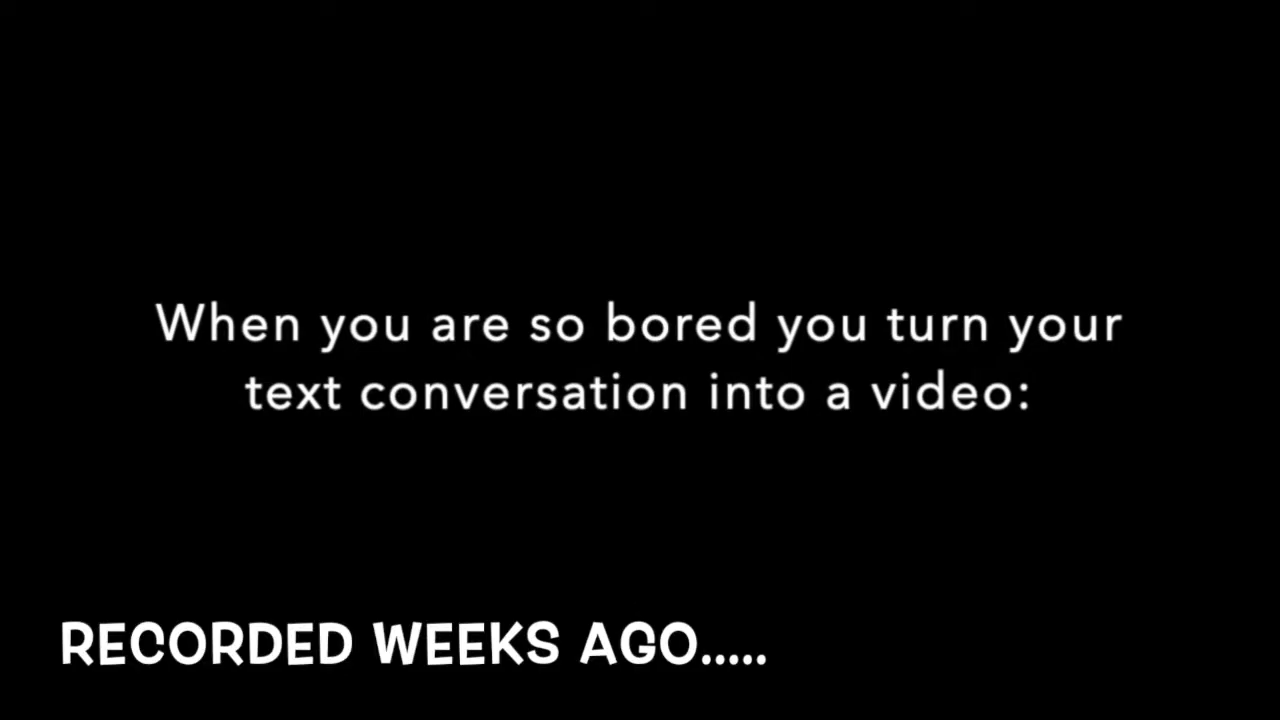 When you are so bored you turn your
text conversation into a video:
RECORDED WEEKS AGO.....